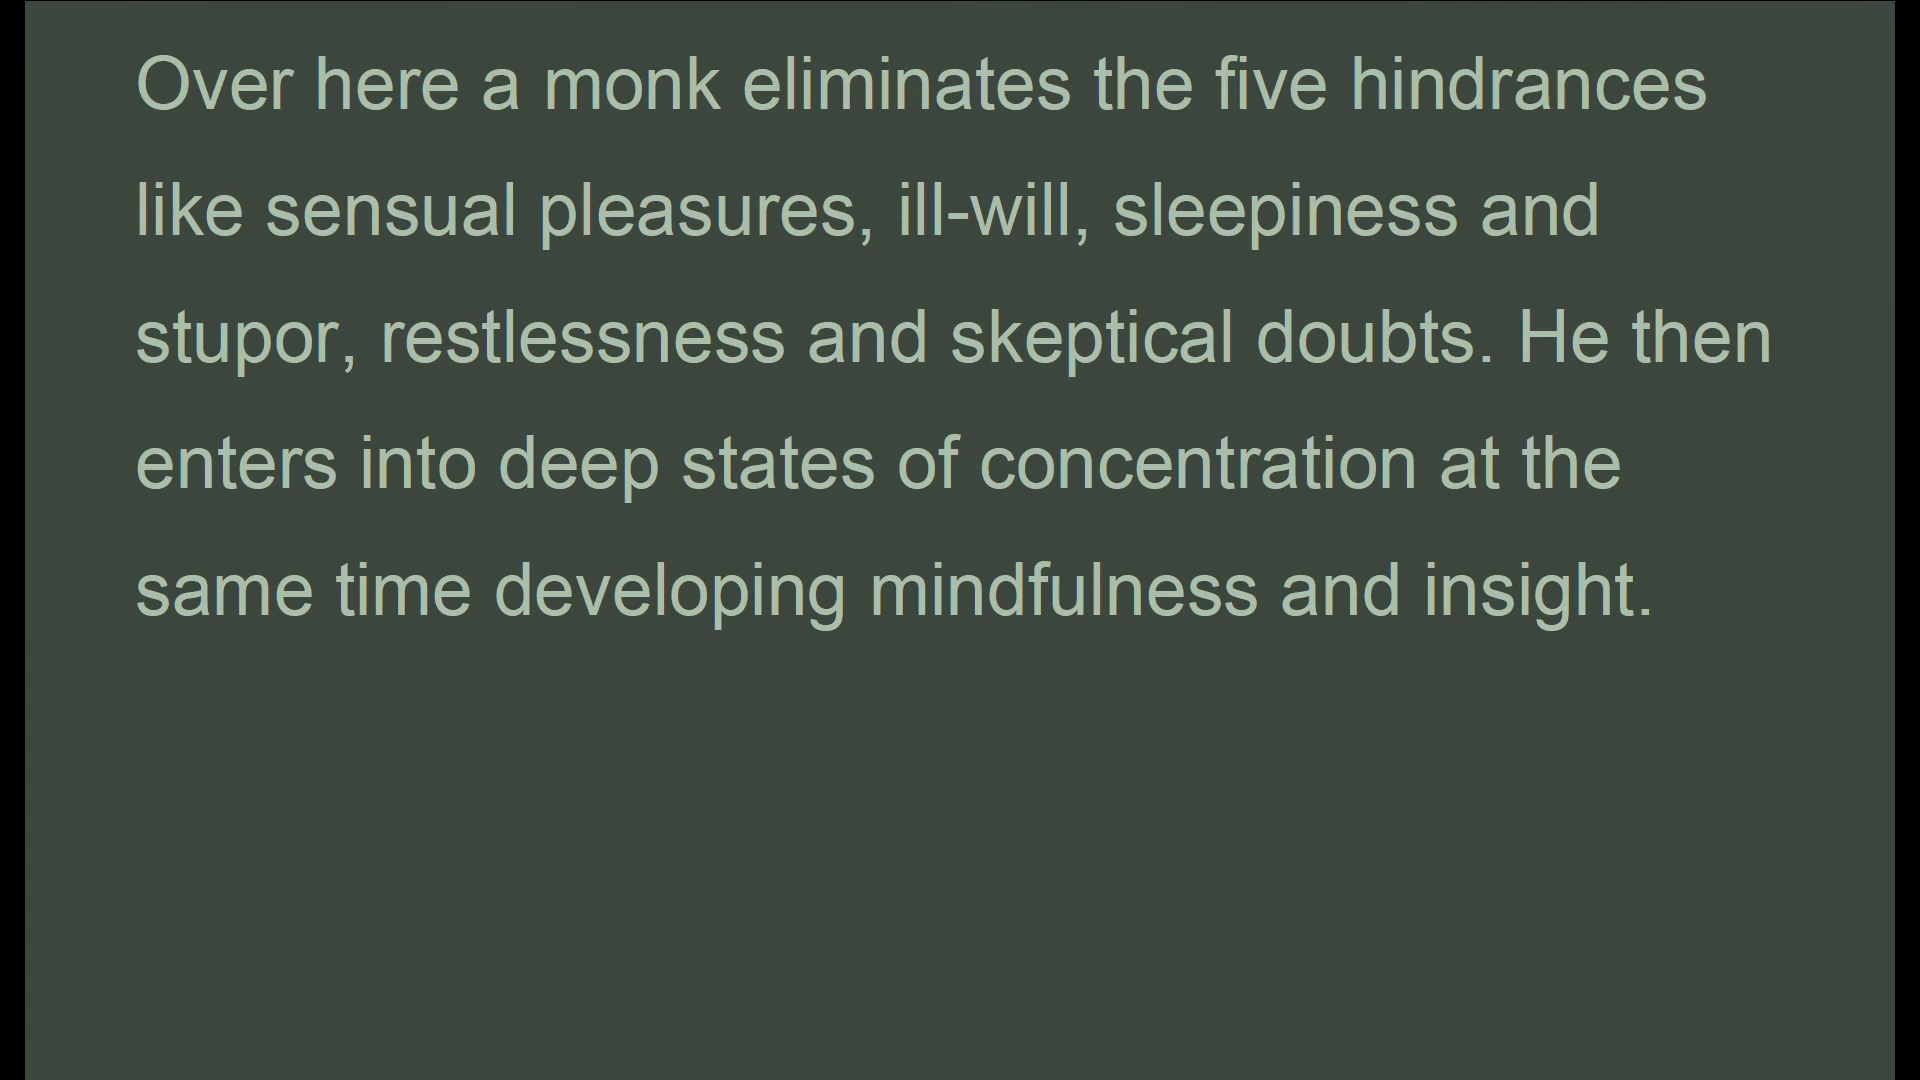 Over here a monk eliminates the five hindrances
like sensual pleasures, ill-will, sleepiness and
stupor, restlessness and skeptical doubts. He then
enters into deep states of concentration at the
same time developing mindfulness and insight.